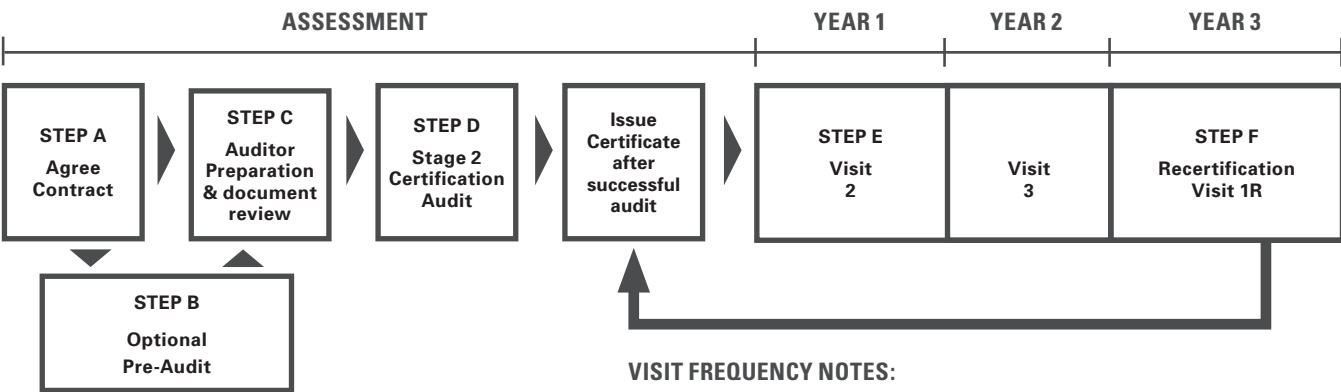 ASSESSMENT
YEAR 1
YEAR 2
YEAR 3
STEP A
Agree
Contract
STEP C
Auditor
Preparation
& document
review
STEP D
Stage 2
Certification
Audit
Issue
Certificate
after
successful
audit
STEP E
Visit
2
Visit
3
STEP F
Recertification
Visit 1R
STEP B
Optional
Pre-Audit
VISIT FREQUENCY NOTES: